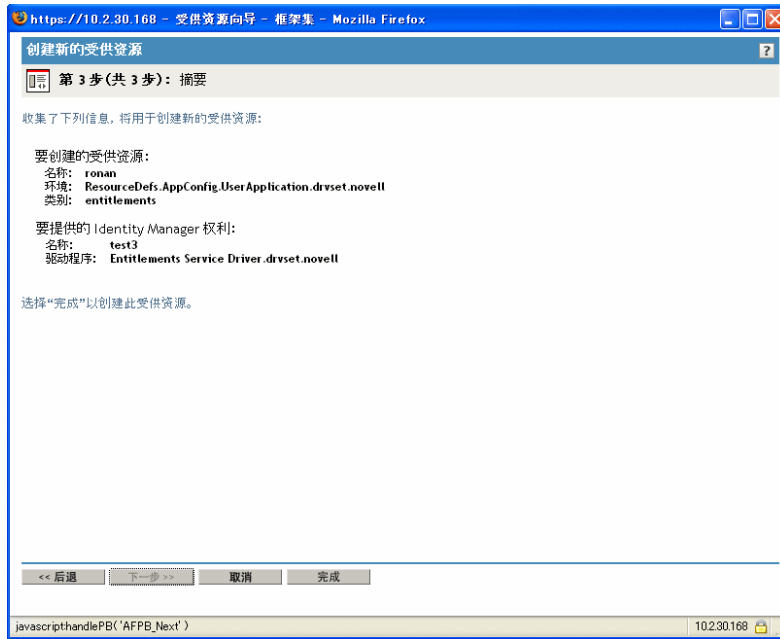 https://10.2.30.168 - 受供资源向导 - 框架集 - Mozilla Firefox
创建新的受供资源
?
第 3 步(共 3 步): 摘要
收集了下列信息, 将用于创建新的受供资源:
要创建的受供资源:
名称: ronan
环境: ResourceDefs.AppConfig.UserApplication.drvset.novell
类别: entitlements
要提供的 Identity Manager 权利:
名称: test3
驱动程序: Entitlements Service Driver.drvset.novell
选择“完成”以创建此受供资源。
<< 后退 下一步 >> 取消 完成
javascripthandlePB('AFPB_Next') 10.2.30.168